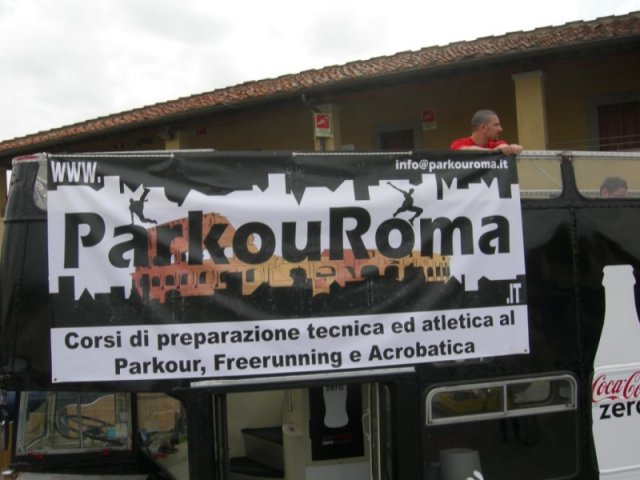 www.
info@parkouroma.it
ParkouRoma
.IT
Corsi di preparazione tecnica ed atletica al
Parkour, Freerunning e Acrobatica
Coca-Cola
zero
zero